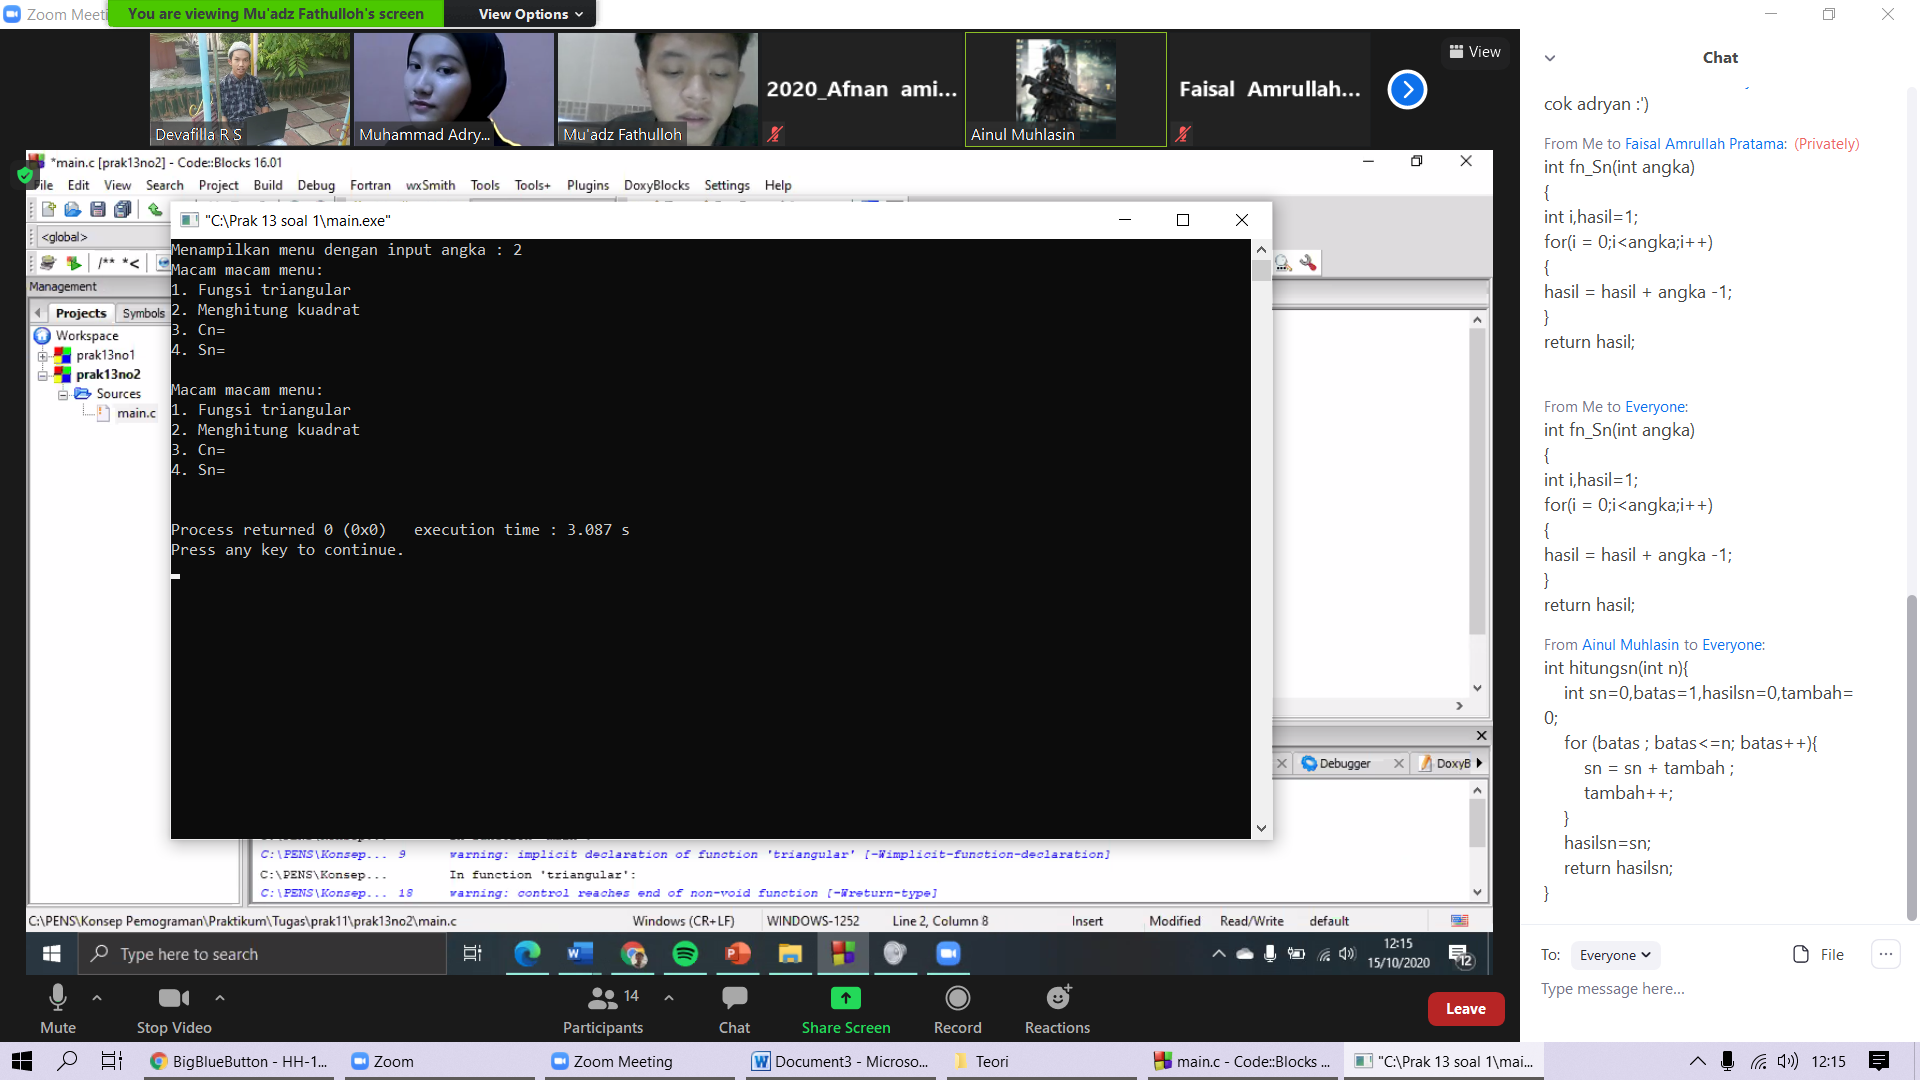 Zoom Meeti
You are viewing Mu'adz Fathulloh's screen
View Options
View
Devafilla R S
Muhammad Adry...
Mu'adz Fathulloh
2020_Afnan ami...
Ainul Muhlasin
Faisal Amrullah...
*main.c [prak13no2] - Code::Blocks 16.01
File Edit View Search Project Build Debug Fortran wxSmith Tools Tools+ Plugins DoxyBlocks Settings Help
<global>
/** *<
Management
Projects Symbols
Workspace
prak13no1
prak13no2
Sources
main.c
"C:\Prak 13 soal 1\main.exe"
Menampilkan menu dengan input angka : 2
Macam macam menu:
1. Fungsi triangular
2. Menghitung kuadrat
3. Cn=
4. Sn=
Macam macam menu:
1. Fungsi triangular
2. Menghitung kuadrat
3. Cn=
4. Sn=
Process returned 0 (0x0)   execution time : 3.087 s
Press any key to continue.
Debugger
DoxyB
C:\PENS\Konsep... 9 warning: implicit declaration of function 'triangular' [-Wimplicit-function-declaration]
C:\PENS\Konsep... In function 'triangular':
C:\PENS\Konsep... 18 warning: control reaches end of non-void function [-Wreturn-type]
C:\PENS\Konsep Pemograman\Praktikum\Tugas\prak11\prak13no2\main.c
Windows (CR+LF) WINDOWS-1252 Line 2, Column 8 Insert Modified Read/Write default
Type here to search
12:15
15/10/2020
12
Mute
Stop Video
14
Participants
Chat
Share Screen
Record
Reactions
Leave
Chat
cok adryan :')
From Me to Faisal Amrullah Pratama: (Privately)
int fn_Sn(int angka)
{
int i,hasil=1;
for(i = 0;i<angka;i++)
{
hasil = hasil + angka -1;
}
return hasil;
From Me to Everyone:
int fn_Sn(int angka)
{
int i,hasil=1;
for(i = 0;i<angka;i++)
{
hasil = hasil + angka -1;
}
return hasil;
From Ainul Muhlasin to Everyone:
int hitungsn(int n){
int sn=0,batas=1,hasilsn=0,tambah=
0;
for (batas ; batas<=n; batas++){
sn = sn + tambah ;
tambah++;
}
hasilsn=sn;
return hasilsn;
}
To: Everyone
File
Type message here...
BigBlueButton - HH-1...
Zoom
Zoom Meeting
Document3 - Microso...
Teori
main.c - Code::Blocks ...
"C:\Prak 13 soal 1\mai...
12:15